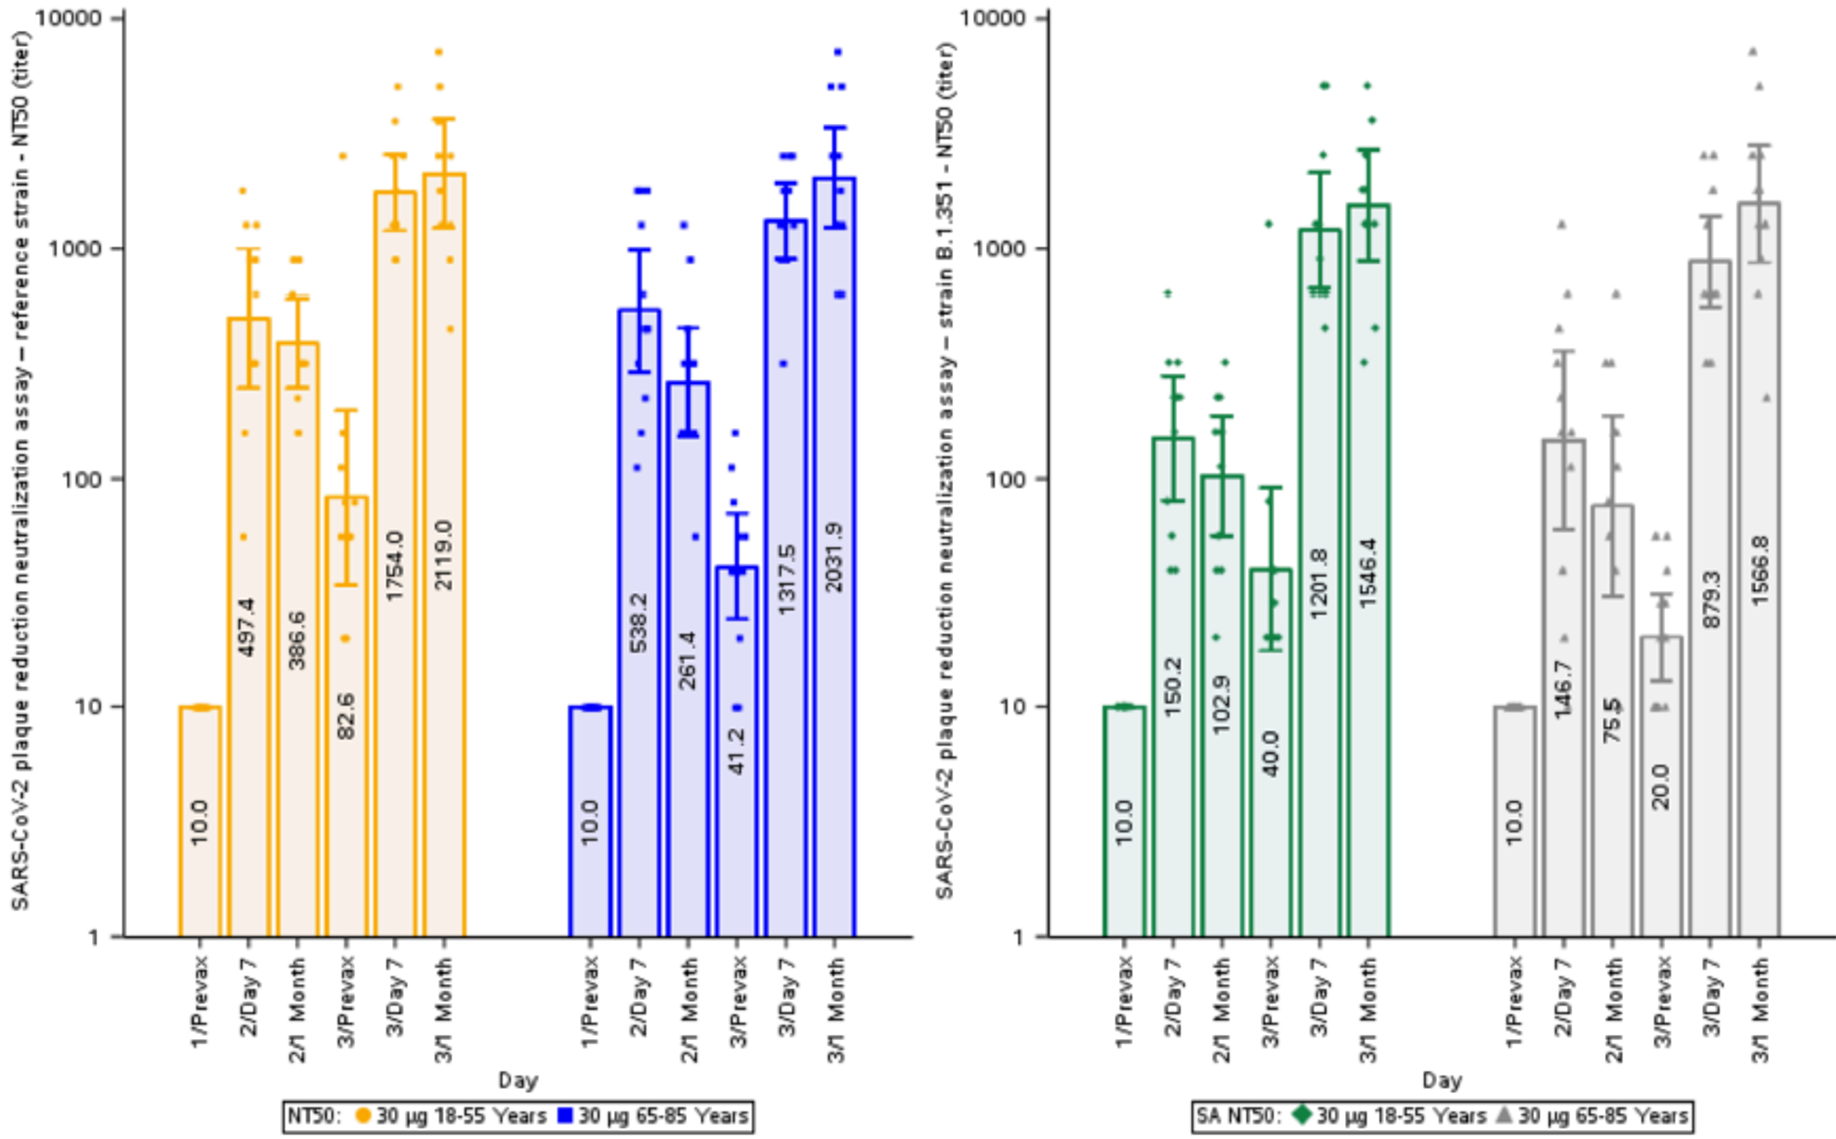 SARS-CoV-2 plaque reduction neutralization assay – reference strain - NT50 (titer)
10000
1000
100
10
1
10.0
497.4
386.6
82.6
1754.0
2119.0
10.0
538.2
261.4
41.2
1317.5
2031.9
1/Prevax
2/Day 7
2/1 Month
3/Prevax
3/Day 7
3/1 Month
1/Prevax
2/Day 7
2/1 Month
3/Prevax
3/Day 7
3/1 Month
Day
NT50: 30 µg 18-55 Years 30 µg 65-85 Years
SARS-CoV-2 plaque reduction neutralization assay – strain B.1.351 - NT50 (titer)
10000
1000
100
10
1
10.0
150.2
102.9
40.0
1201.8
1546.4
10.0
146.7
75.5
20.0
879.3
1566.8
1/Prevax
2/Day 7
2/1 Month
3/Prevax
3/Day 7
3/1 Month
1/Prevax
2/Day 7
2/1 Month
3/Prevax
3/Day 7
3/1 Month
Day
SA NT50: 30 µg 18-55 Years 30 µg 65-85 Years